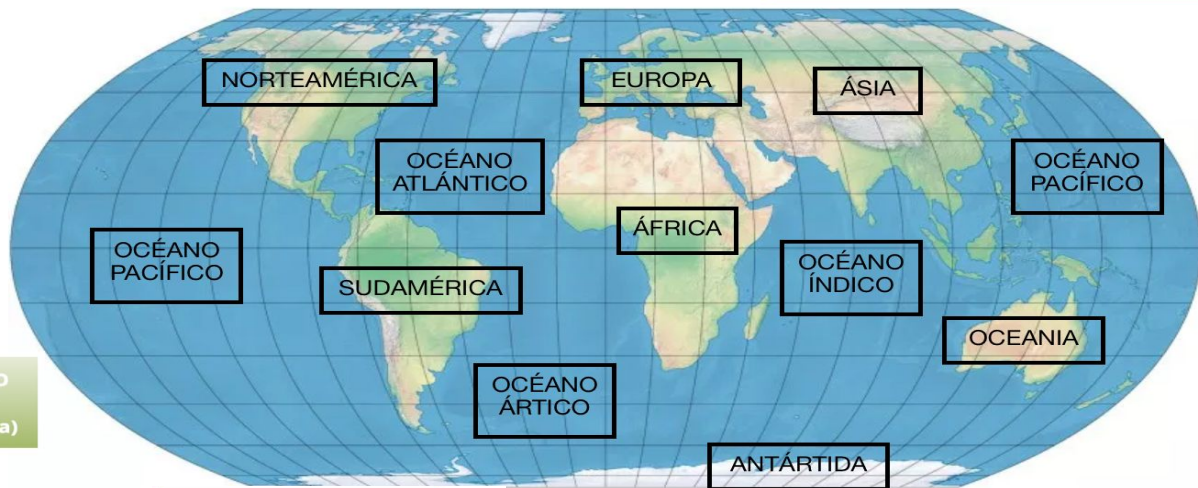 NORTEAMÉRICA
EUROPA
ÁSIA
OCÉANO
ATLÁNTICO
OCÉANO
PACÍFICO
ÁFRICA
OCÉANO
PACÍFICO
OCÉANO
ÍNDICO
SUDAMÉRICA
OCEANIA
OCÉANO
ÁRTICO
a)
ANTÁRTIDA